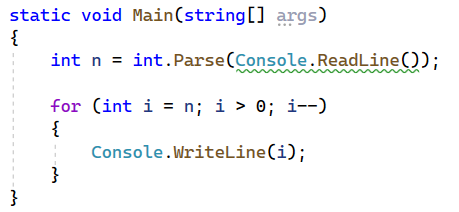 static void Main(string[] args)
{
    int n = int.Parse(Console.ReadLine());

    for (int i = n; i > 0; i--)
    {
        Console.WriteLine(i);
    }
}